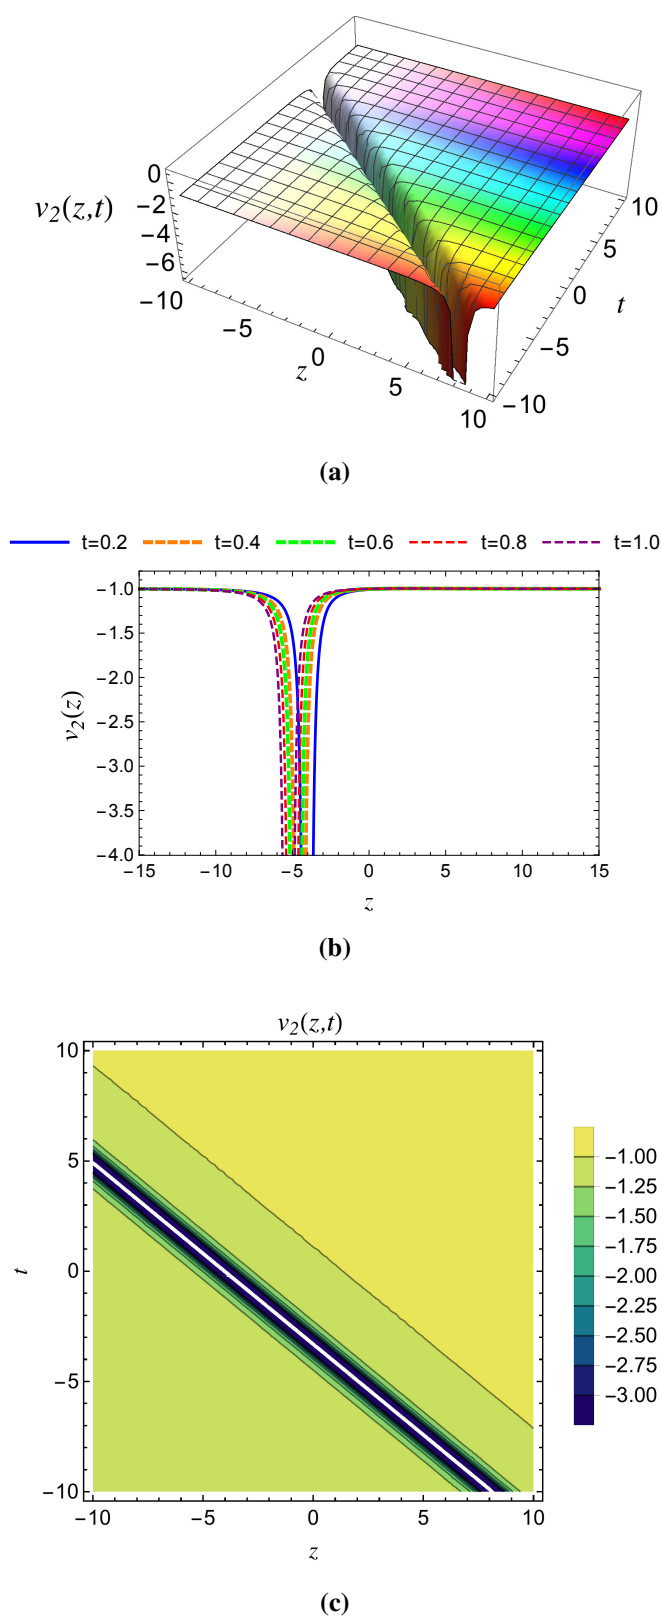 v₂(z,t)
0
−2
−4
−6
−10
−5
0
5
10
z
−10
−5
0
5
10
t
(a)
t=0.2 t=0.4 t=0.6 t=0.8 t=1.0
−1.0
−1.5
−2.0
−2.5
−3.0
−3.5
−4.0
v₂(z)
−15 −10 −5 0 5 10 15
z
(b)
v₂(z,t)
10
5
0
−5
−10
t
−10 −5 0 5 10
z
−1.00
−1.25
−1.50
−1.75
−2.00
−2.25
−2.50
−2.75
−3.00
(c)